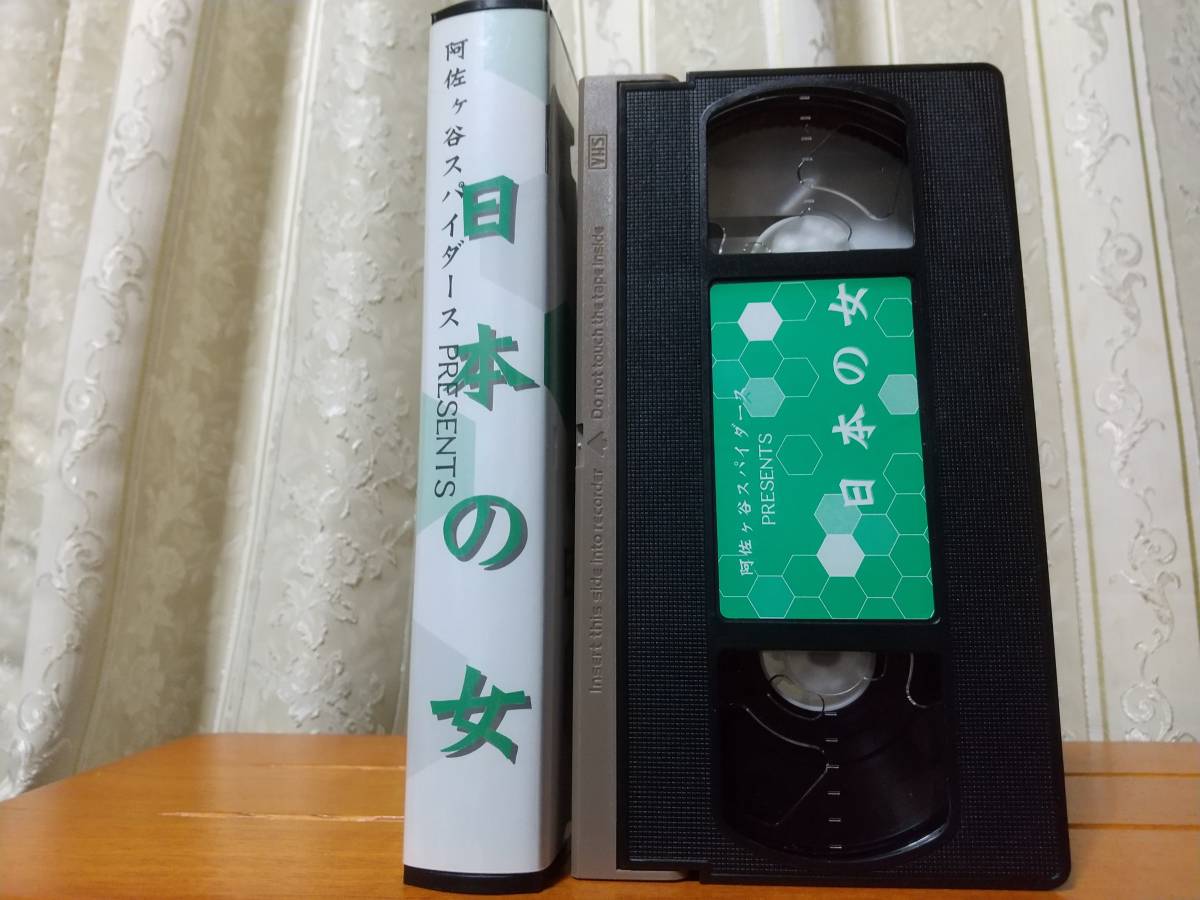 阿佐ヶ谷スパイダース PRESENTS
日本の女
VHS
Insert this side into recorder △ Do not touch the tape inside
阿佐ヶ谷スパイダース
PRESENTS
日本の女